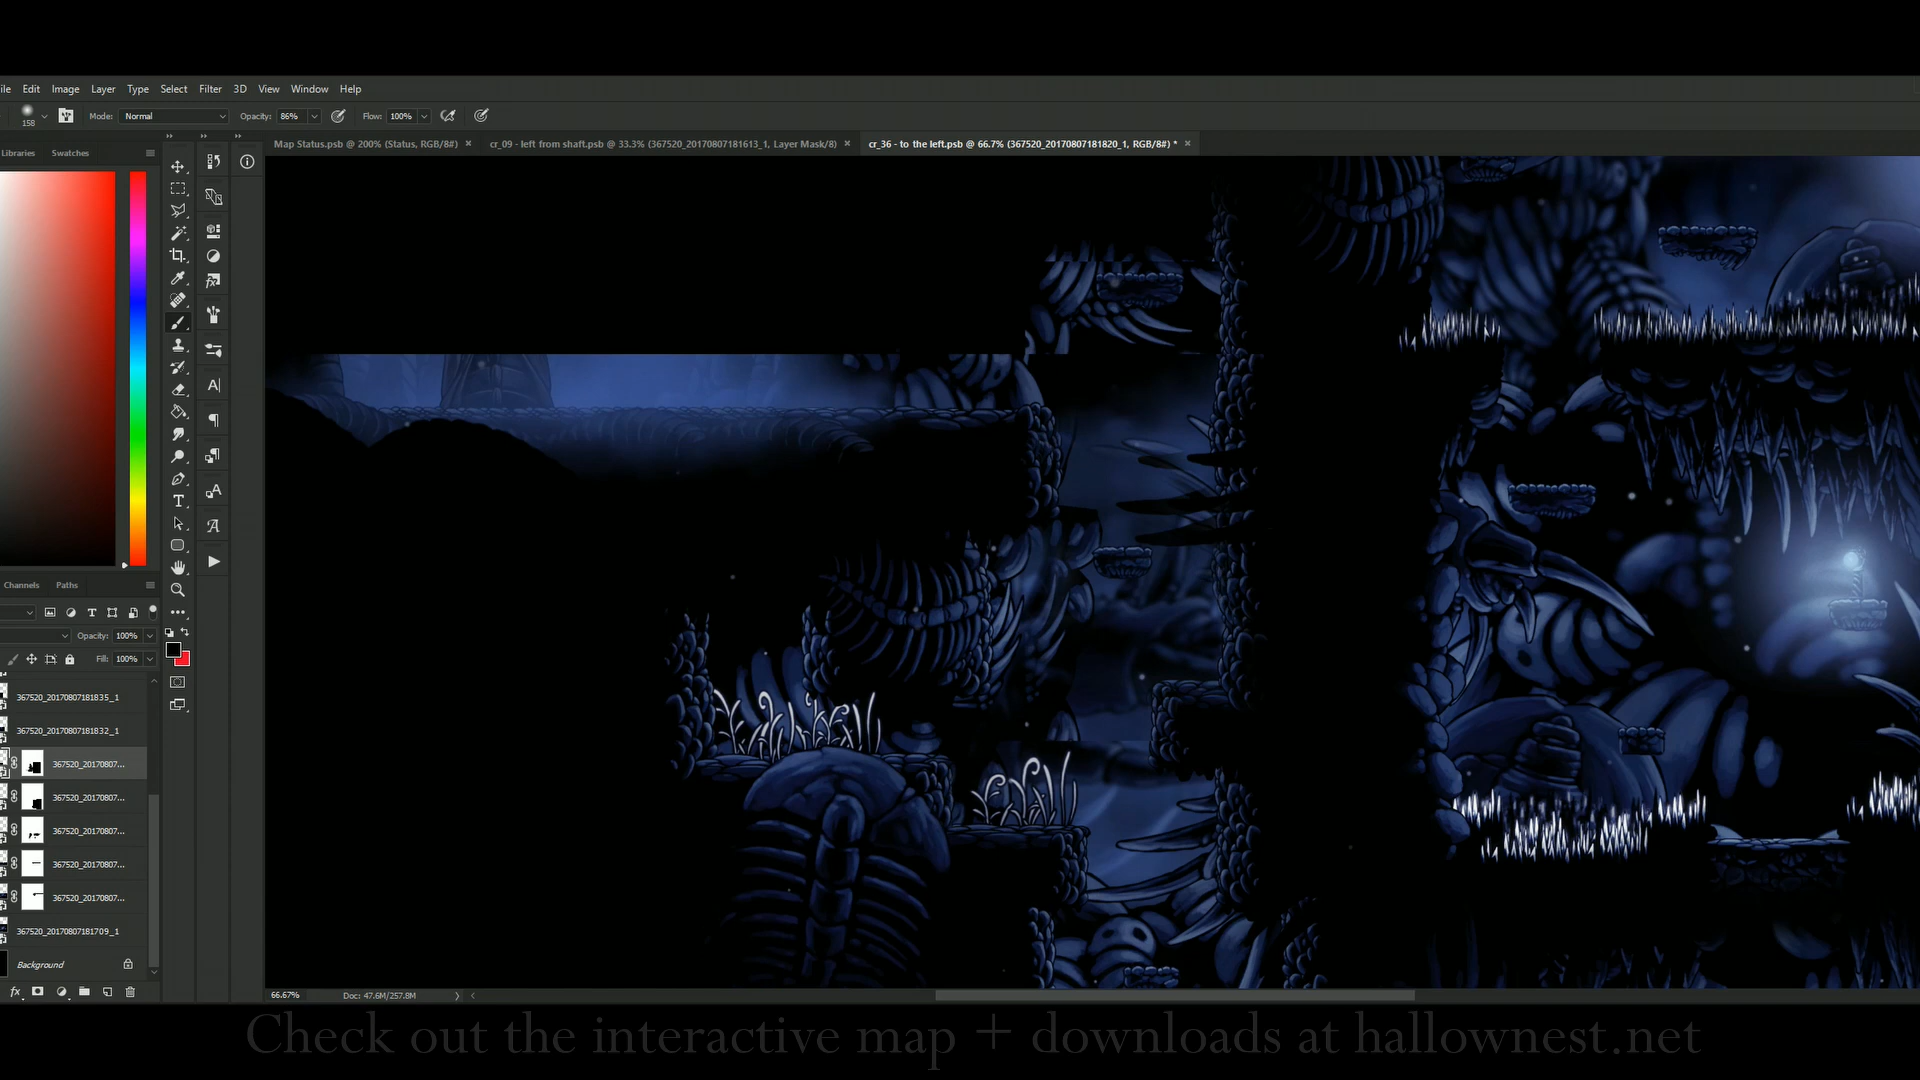 ile Edit Image Layer Type Select Filter 3D View Window Help
158 Mode: Normal Opacity: 86% Flow: 100%
Libraries Swatches
Map Status.psb @ 200% (Status, RGB/8#) × cr_09 - left from shaft.psb @ 33.3% (367520_20170807181613_1, Layer Mask/8) × cr_36 - to the left.psb @ 66.7% (367520_20170807181820_1, RGB/8#) * ×
Channels Paths
Opacity: 100%
Fill: 100%
367520_20170807181835_1
367520_20170807181832_1
367520_20170807...
367520_20170807...
367520_20170807...
367520_20170807...
367520_20170807...
367520_20170807181709_1
Background
66.67% Doc: 47.6M/257.8M
Check out the interactive map + downloads at hallownest.net